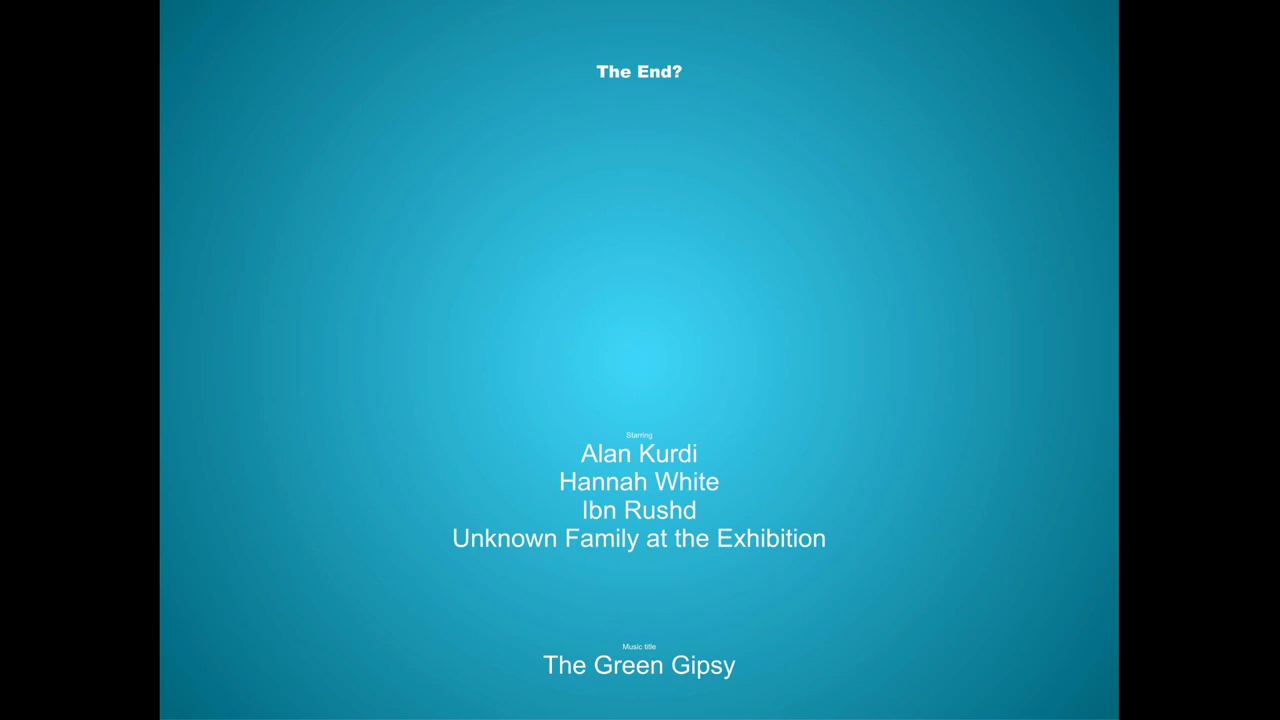 The End?
Starring
Alan Kurdi
Hannah White
Ibn Rushd
Unknown Family at the Exhibition
Music title
The Green Gipsy